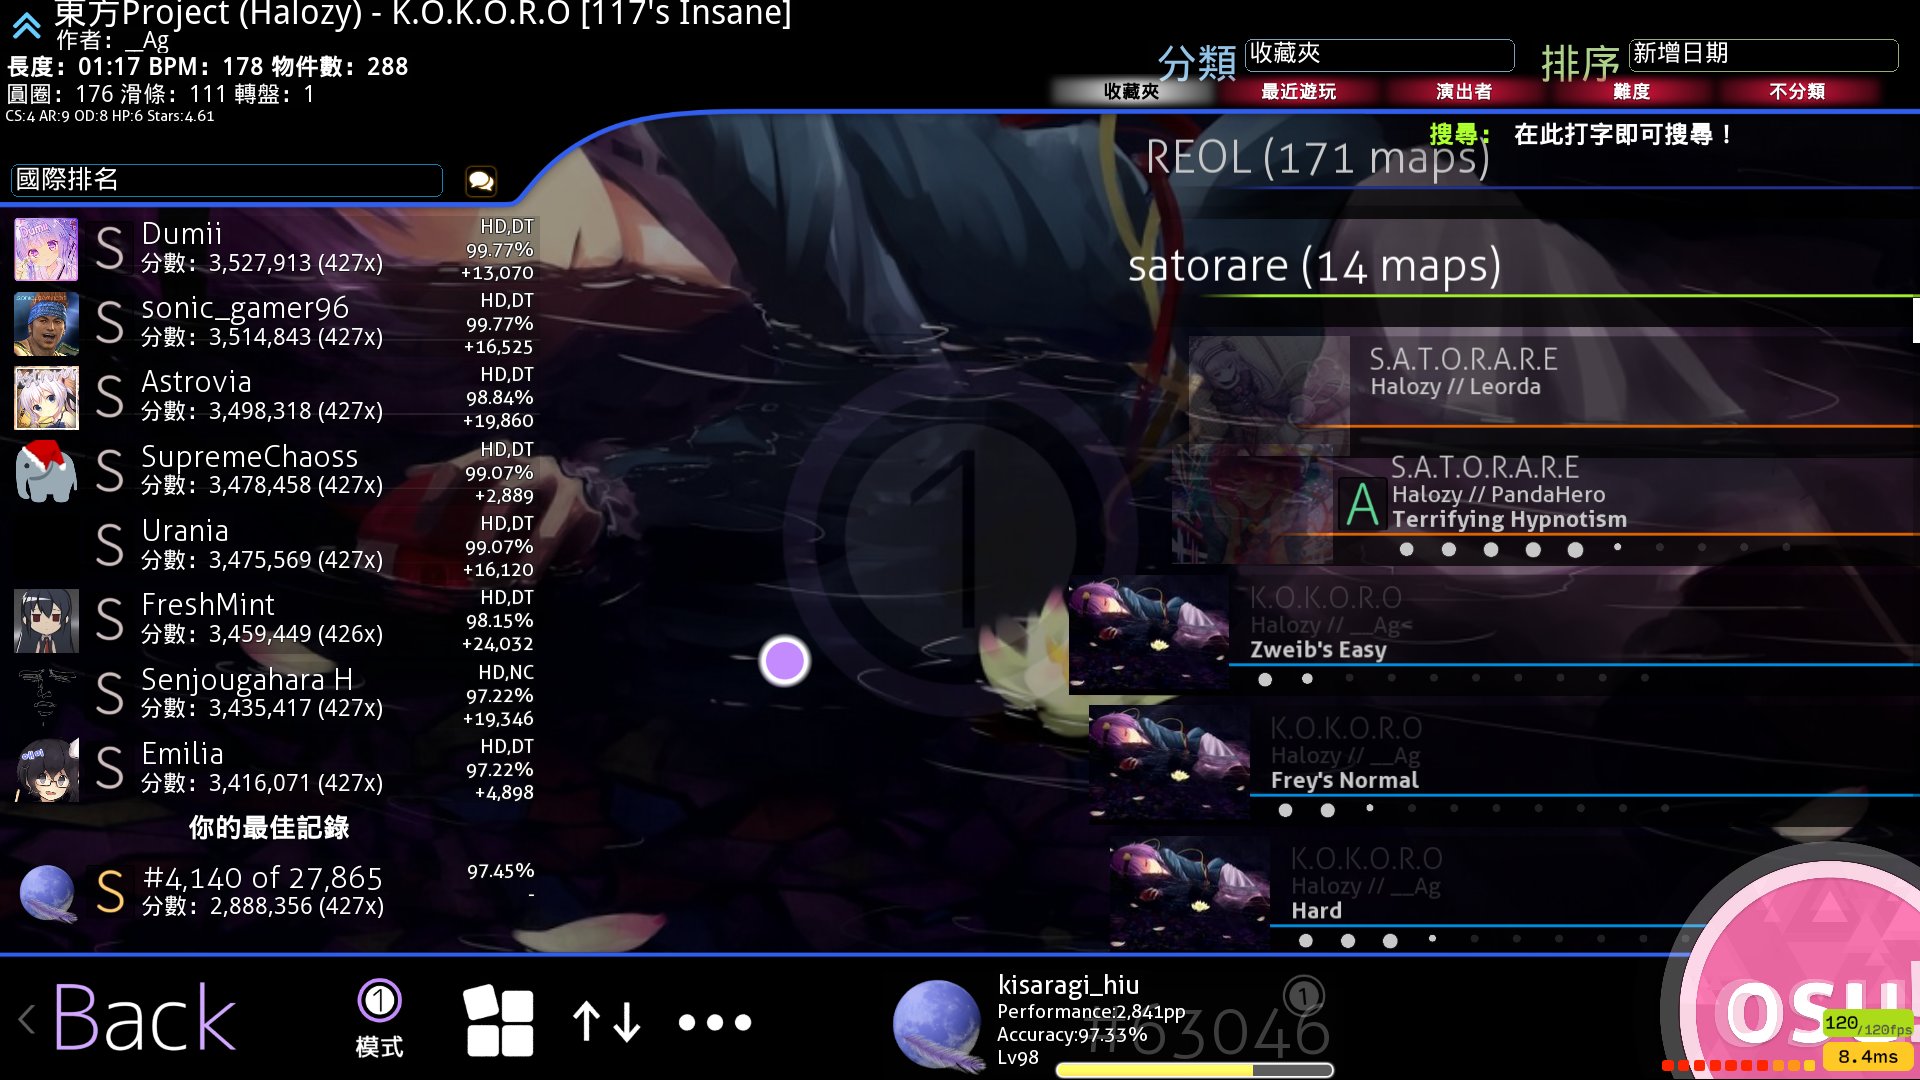 東方Project (Halozy) - K.O.K.O.R.O [117's Insane]
作者: __Ag
長度: 01:17 BPM: 178 物件數: 288
圓圈: 176 滑條: 111 轉盤: 1
CS:4 AR:9 OD:8 HP:6 Stars:4.61
分類
收藏夾
排序
新增日期
收藏夾
最近遊玩
演出者
難度
不分類
搜尋: 在此打字即可搜尋！
國際排名
S
Dumii
分數: 3,527,913 (427x)
HD,DT
99.77%
+13,070
S
sonic_gamer96
分數: 3,514,843 (427x)
HD,DT
99.77%
+16,525
S
Astrovia
分數: 3,498,318 (427x)
HD,DT
98.84%
+19,860
S
SupremeChaoss
分數: 3,478,458 (427x)
HD,DT
99.07%
+2,889
S
Urania
分數: 3,475,569 (427x)
HD,DT
99.07%
+16,120
S
FreshMint
分數: 3,459,449 (426x)
HD,DT
98.15%
+24,032
S
Senjougahara H
分數: 3,435,417 (427x)
HD,NC
97.22%
+19,346
S
Emilia
分數: 3,416,071 (427x)
HD,DT
97.22%
+4,898
你的最佳記錄
S
#4,140 of 27,865
分數: 2,888,356 (427x)
97.45%
-
REOL (171 maps)
satorare (14 maps)
S.A.T.O.R.A.R.E
Halozy // Leorda
A
S.A.T.O.R.A.R.E
Halozy // PandaHero
Terrifying Hypnotism
K.O.K.O.R.O
Halozy // __Ag
Zweib's Easy
K.O.K.O.R.O
Halozy // __Ag
Frey's Normal
K.O.K.O.R.O
Halozy // __Ag
Hard
1
Back
1
模式
kisaragi_hiu
Performance:2,841pp
Accuracy:97.33%
Lv98
#63046
1
osu!
120/120fps
8.4ms